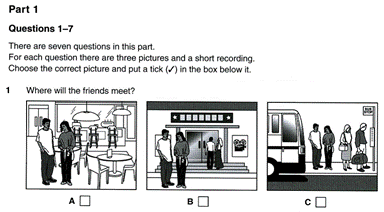 Part 1
Questions 1–7
There are seven questions in this part.
For each question there are three pictures and a short recording.
Choose the correct picture and put a tick (✓) in the box below it.
1 Where will the friends meet?
A
B
C